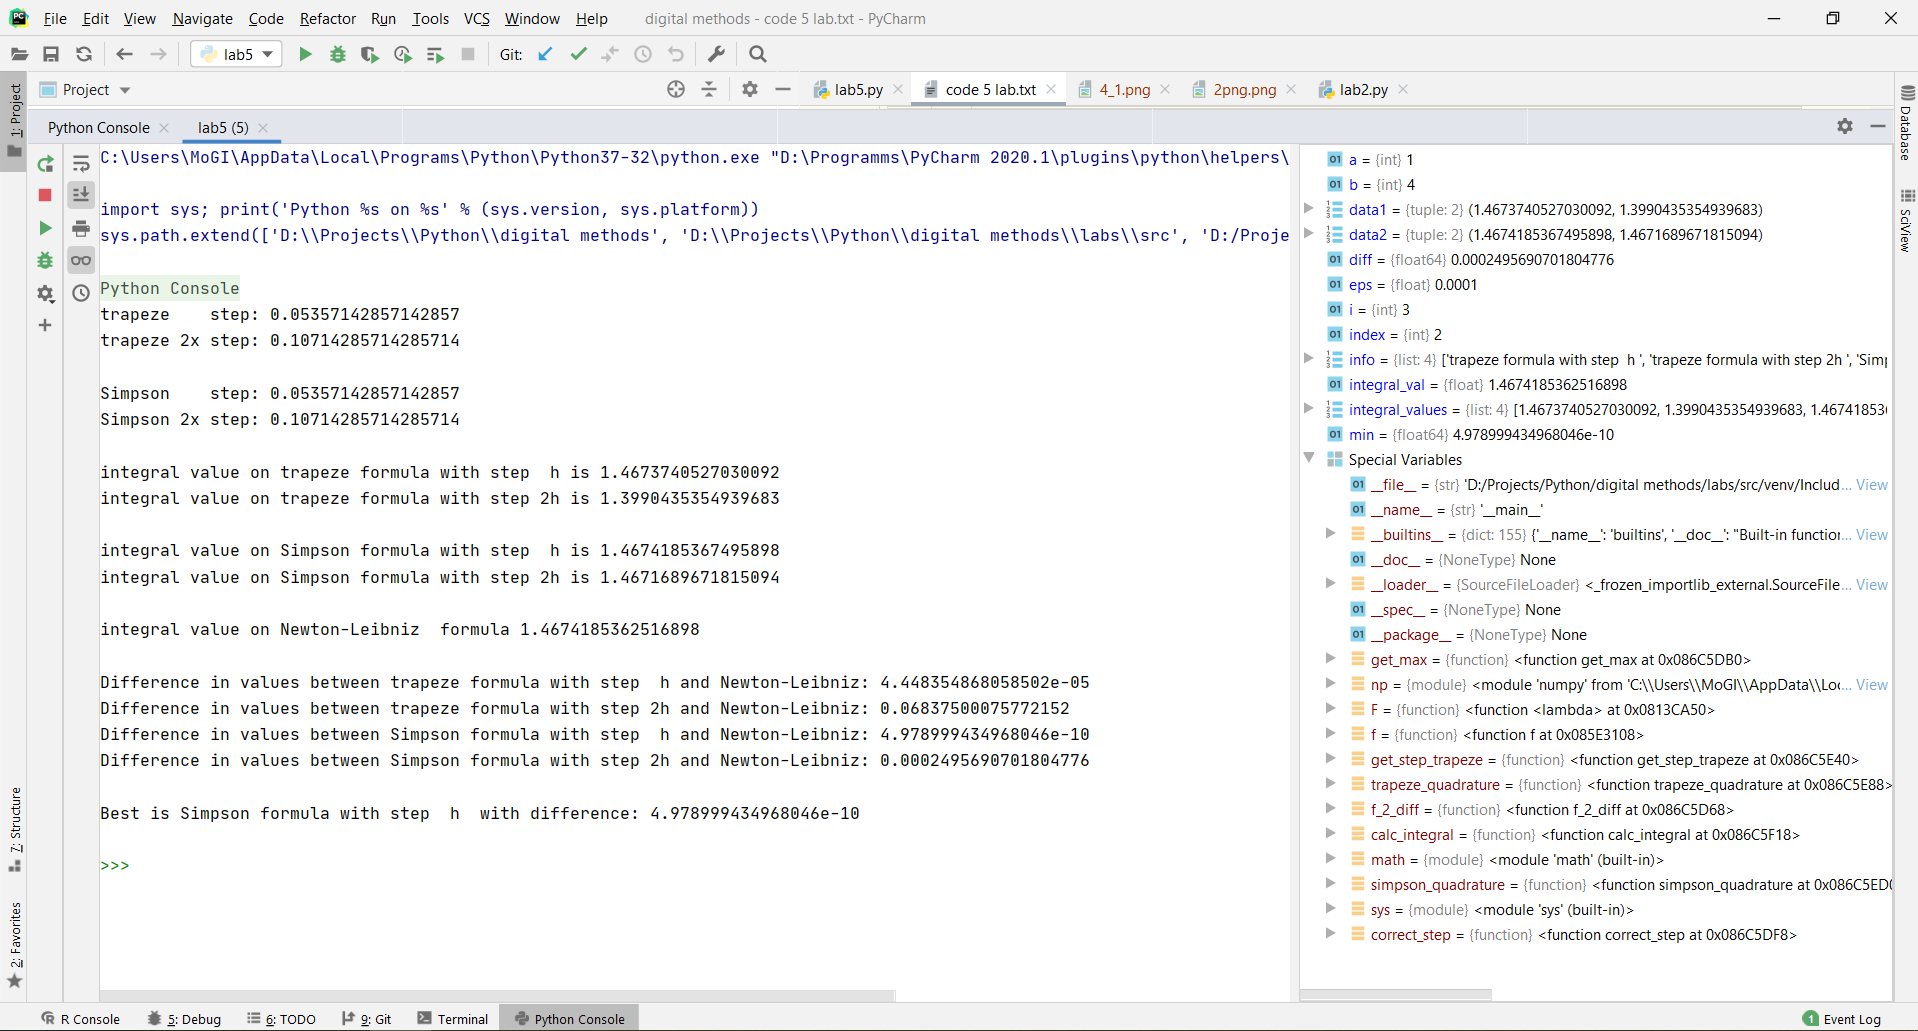 File Edit View Navigate Code Refactor Run Tools VCS Window Help digital methods - code 5 lab.txt - PyCharm
lab5 Git:
Project lab5.py code 5 lab.txt 4_1.png 2png.png lab2.py
Python Console lab5 (5)
1: Project
7: Structure
2: Favorites
Database
SciView
C:\Users\MoGI\AppData\Local\Programs\Python\Python37-32\python.exe "D:\Programms\PyCharm 2020.1\plugins\python\helpers\
import sys; print('Python %s on %s' % (sys.version, sys.platform))
sys.path.extend(['D:\\Projects\\Python\\digital methods', 'D:\\Projects\\Python\\digital methods\\labs\\src', 'D:/Proje
Python Console
trapeze    step: 0.05357142857142857
trapeze 2x step: 0.10714285714285714
Simpson    step: 0.05357142857142857
Simpson 2x step: 0.10714285714285714
integral value on trapeze formula with step  h is 1.4673740527030092
integral value on trapeze formula with step 2h is 1.3990435354939683
integral value on Simpson formula with step  h is 1.4674185367495898
integral value on Simpson formula with step 2h is 1.4671689671815094
integral value on Newton-Leibniz  formula 1.4674185362516898
Difference in values between trapeze formula with step  h and Newton-Leibniz: 4.448354868058502e-05
Difference in values between trapeze formula with step 2h and Newton-Leibniz: 0.06837500075772152
Difference in values between Simpson formula with step  h and Newton-Leibniz: 4.978999434968046e-10
Difference in values between Simpson formula with step 2h and Newton-Leibniz: 0.0002495690701804776
Best is Simpson formula with step  h  with difference: 4.978999434968046e-10
>>>
a = {int} 1
b = {int} 4
data1 = {tuple: 2} (1.4673740527030092, 1.3990435354939683)
data2 = {tuple: 2} (1.4674185367495898, 1.4671689671815094)
diff = {float64} 0.0002495690701804776
eps = {float} 0.0001
i = {int} 3
index = {int} 2
info = {list: 4} ['trapeze formula with step  h ', 'trapeze formula with step 2h ', 'Simp
integral_val = {float} 1.4674185362516898
integral_values = {list: 4} [1.4673740527030092, 1.3990435354939683, 1.46741853
min = {float64} 4.978999434968046e-10
Special Variables
__file__ = {str} 'D:/Projects/Python/digital methods/labs/src/venv/Includ... View
__name__ = {str} '__main__'
__builtins__ = {dict: 155} {'__name__': 'builtins', '__doc__': "Built-in function... View
__doc__ = {NoneType} None
__loader__ = {SourceFileLoader} <_frozen_importlib_external.SourceFile... View
__spec__ = {NoneType} None
__package__ = {NoneType} None
get_max = {function} <function get_max at 0x086C5DB0>
np = {module} <module 'numpy' from 'C:\\Users\\MoGI\\AppData\\Loc... View
F = {function} <function <lambda> at 0x0813CA50>
f = {function} <function f at 0x085E3108>
get_step_trapeze = {function} <function get_step_trapeze at 0x086C5E40>
trapeze_quadrature = {function} <function trapeze_quadrature at 0x086C5E88>
f_2_diff = {function} <function f_2_diff at 0x086C5D68>
calc_integral = {function} <function calc_integral at 0x086C5F18>
math = {module} <module 'math' (built-in)>
simpson_quadrature = {function} <function simpson_quadrature at 0x086C5ED0
sys = {module} <module 'sys' (built-in)>
correct_step = {function} <function correct_step at 0x086C5DF8>
R Console 5: Debug 6: TODO 9: Git Terminal Python Console 1 Event Log